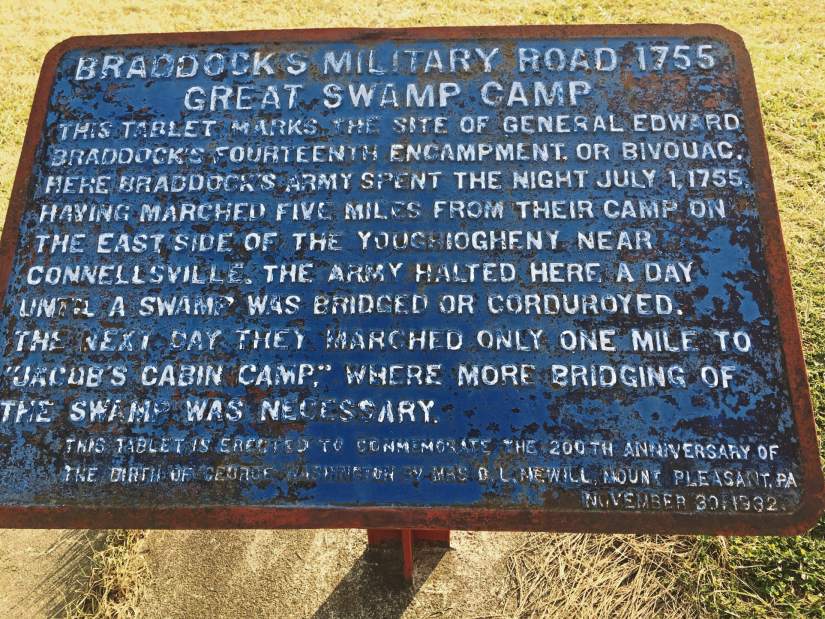 BRADDOCK'S MILITARY ROAD 1755
GREAT SWAMP CAMP
THIS TABLET MARKS THE SITE OF GENERAL EDWARD
BRADDOCK'S FOURTEENTH ENCAMPMENT, OR BIVOUAC.
HERE BRADDOCK'S ARMY SPENT THE NIGHT JULY 1, 1755,
HAVING MARCHED FIVE MILES FROM THEIR CAMP ON
THE EAST SIDE OF THE YOUGHIOGHENY NEAR
CONNELLSVILLE. THE ARMY HALTED HERE A DAY
UNTIL A SWAMP WAS BRIDGED OR CORDUROYED.
THE NEXT DAY THEY MARCHED ONLY ONE MILE TO
"JACOB'S CABIN CAMP," WHERE MORE BRIDGING OF
THE SWAMP WAS NECESSARY.
THIS TABLET IS ERECTED TO COMMEMORATE THE 200TH ANNIVERSARY OF
THE BIRTH OF GEORGE WASHINGTON BY MRS D. L. NEWILL, MOUNT PLEASANT, PA
NOVEMBER 30, 1932